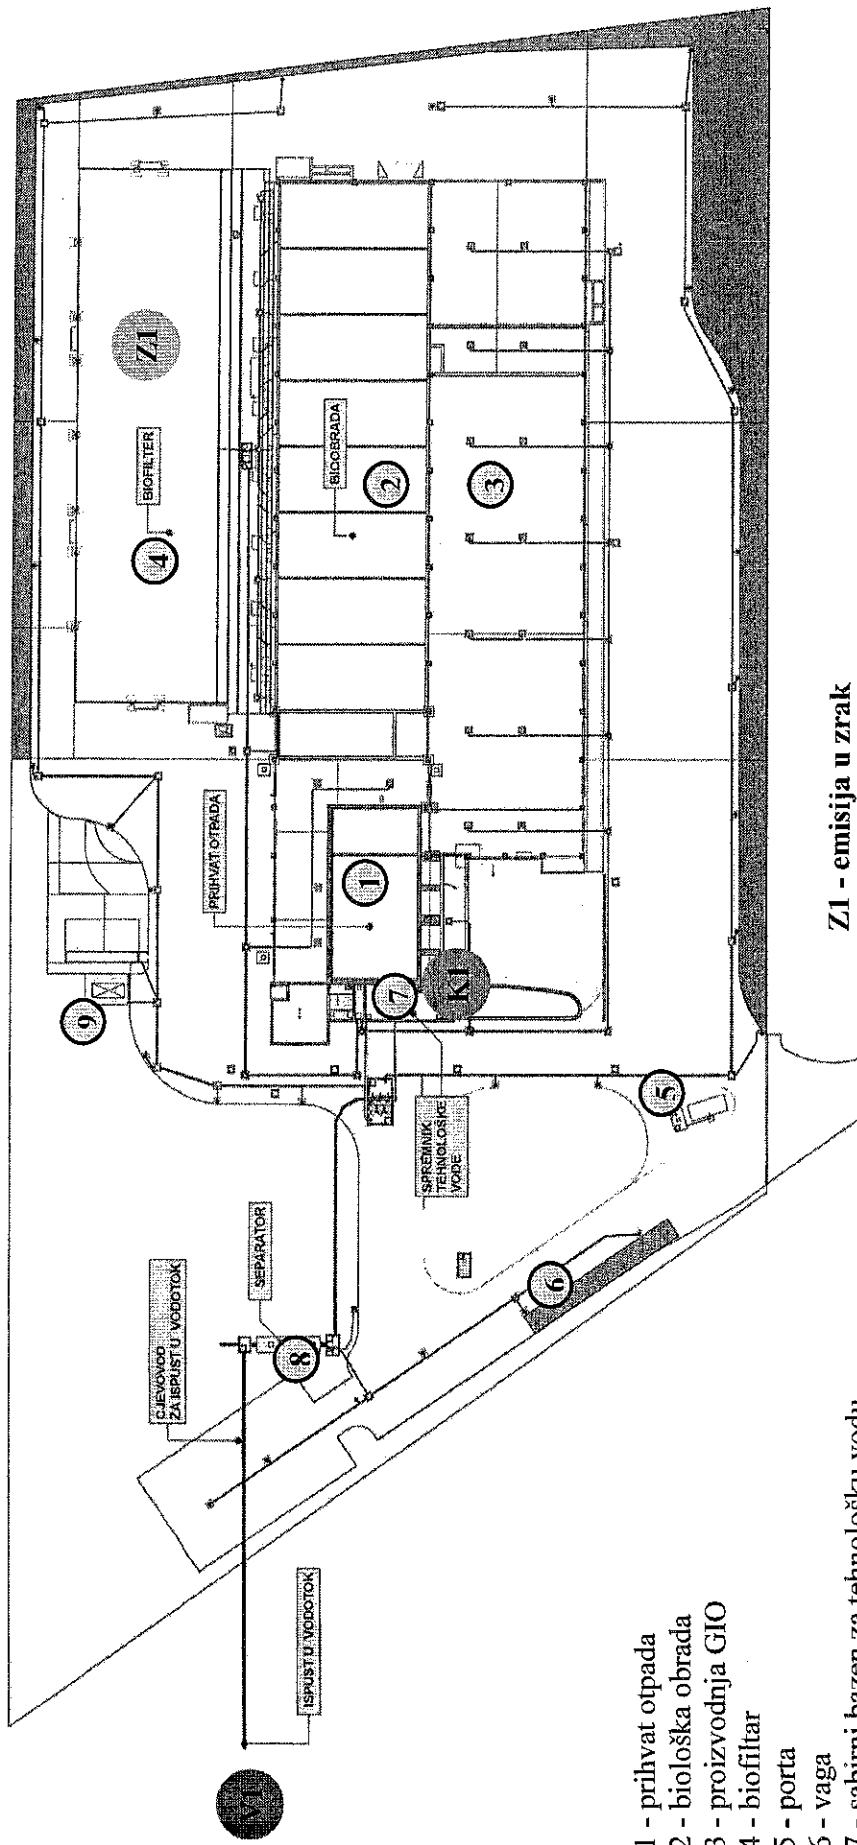 V1
ISPUST U VODOTOK
CJEVOVOD
ZA ISPUST U VODOTOK
8
SEPARATOR
6
5
SPREMNIK
TEHNOLOŠKE
VODE
7
K1
9
PRIHVAT OTPADA
1
4
BIOFILTER
Z1
2
BIOOBRADA
3
1 - prihvat otpada
2 - biološka obrada
3 - proizvodnja GIO
4 - biofiltar
5 - porta
6 - vaga
7 - sabirni bazen za tehnološku vodu
Z1 - emisija u zrak